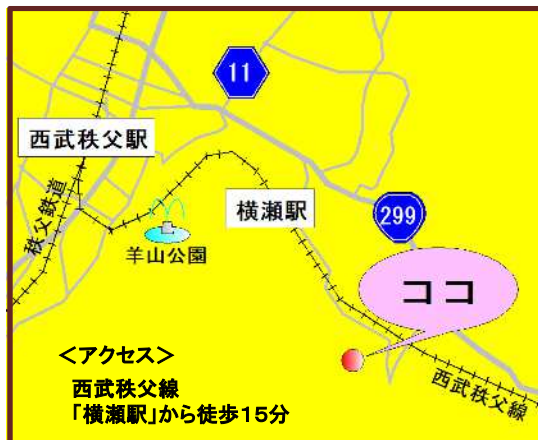 11
西武秩父駅
秩父鉄道
横瀬駅
299
羊山公園
ココ
<アクセス>
西武秩父線
西武秩父線
「横瀬駅」から徒歩15分